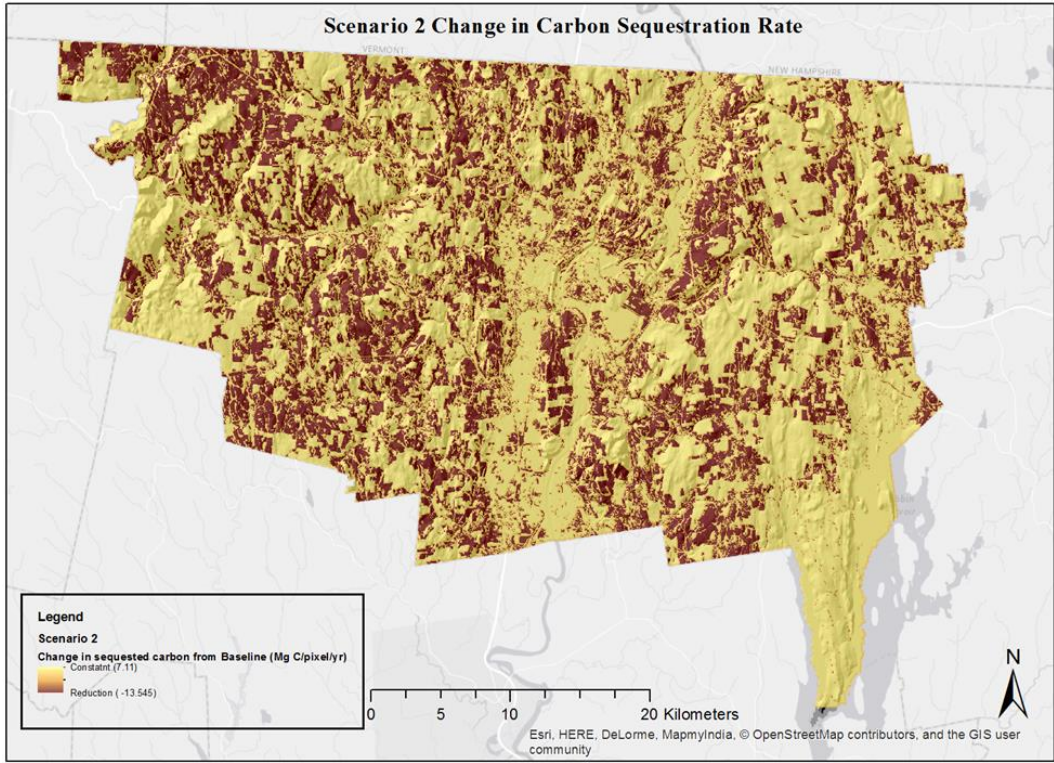 Scenario 2 Change in Carbon Sequestration Rate
VERMONT
NEW HAMPSHIRE
Legend
Scenario 2
Change in sequested carbon from Baseline (Mg C/pixel/yr)
Constatnt (7.11)
Reduction ( -13.545)
0 5 10 20 Kilometers
N
Esri, HERE, DeLorme, MapmyIndia, © OpenStreetMap contributors, and the GIS user
community